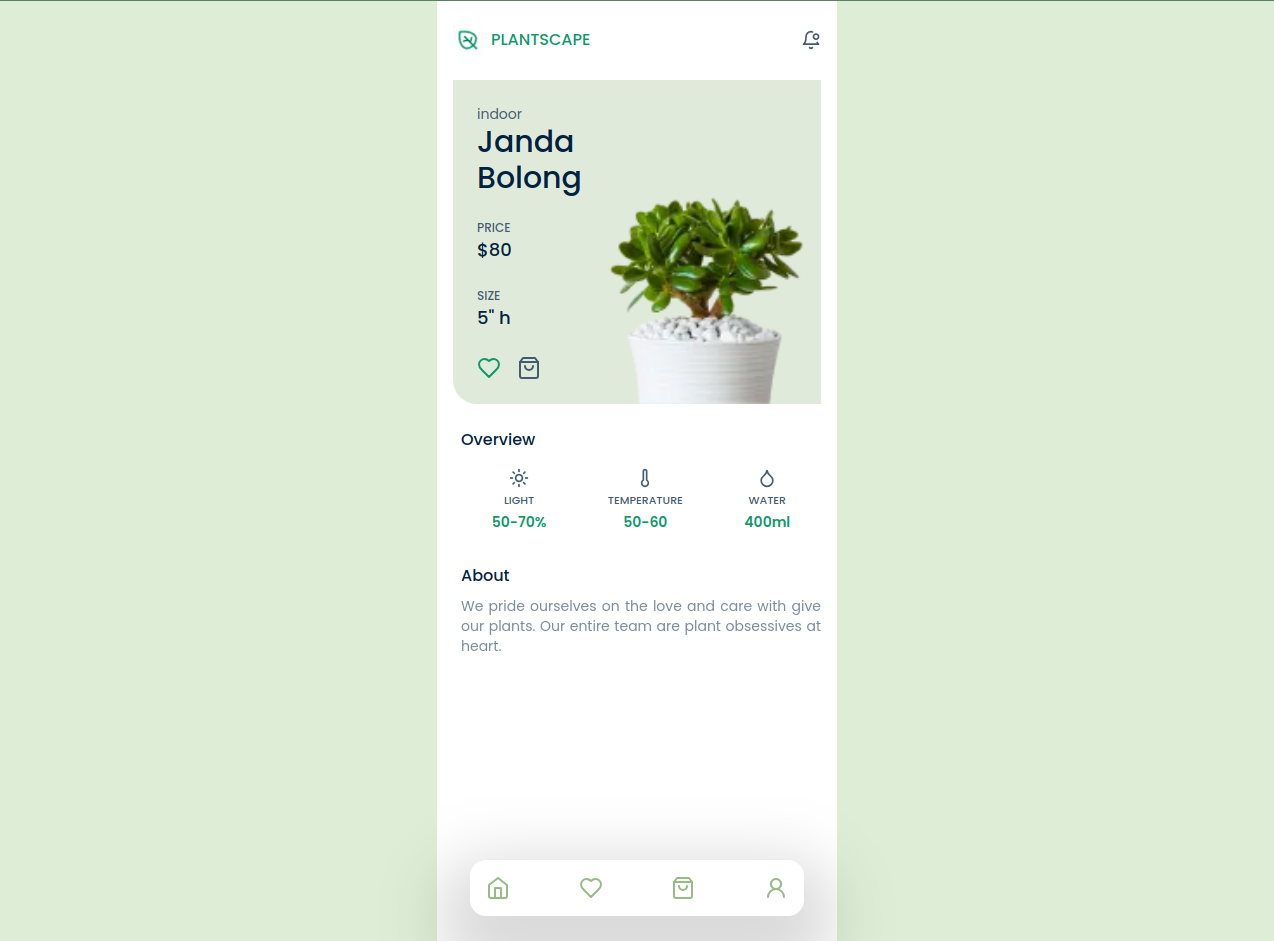 PLANTSCAPE
indoor
Janda
Bolong
PRICE
$80
SIZE
5" h
Overview
LIGHT
50-70%
TEMPERATURE
50-60
WATER
400ml
About
We pride ourselves on the love and care with give
our plants. Our entire team are plant obsessives at
heart.